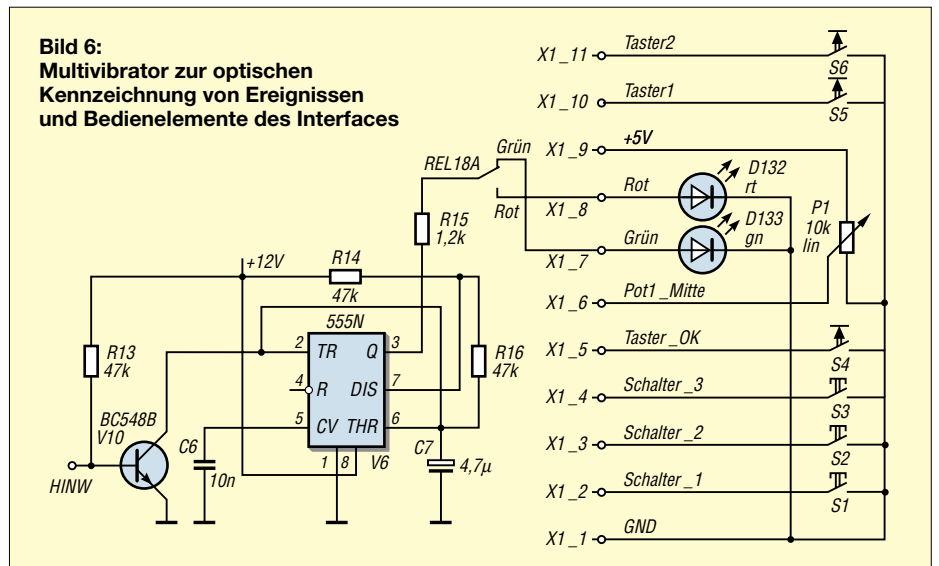 Bild 6:
Multivibrator zur optischen
Kennzeichnung von Ereignissen
und Bedienelemente des Interfaces
X1_11 Taster2
S6
X1_10 Taster1
S5
X1_9 +5V
Grün
REL18A
Rot
X1_8 Rot
D132
rt
X1_7 Grün
D133
gn
P1
10k
lin
R15
1,2k
R14
47k
+12V
X1_6 Pot1_Mitte
555N
R13
47k
2 TR Q 3
4 R DIS 7
5 CV THR 6
1 8
V6
R16
47k
X1_5 Taster_OK
S4
X1_4 Schalter_3
S3
BC548B
V10
C6
10n
C7
4,7µ
HINW
X1_3 Schalter_2
S2
X1_2 Schalter_1
S1
X1_1 GND